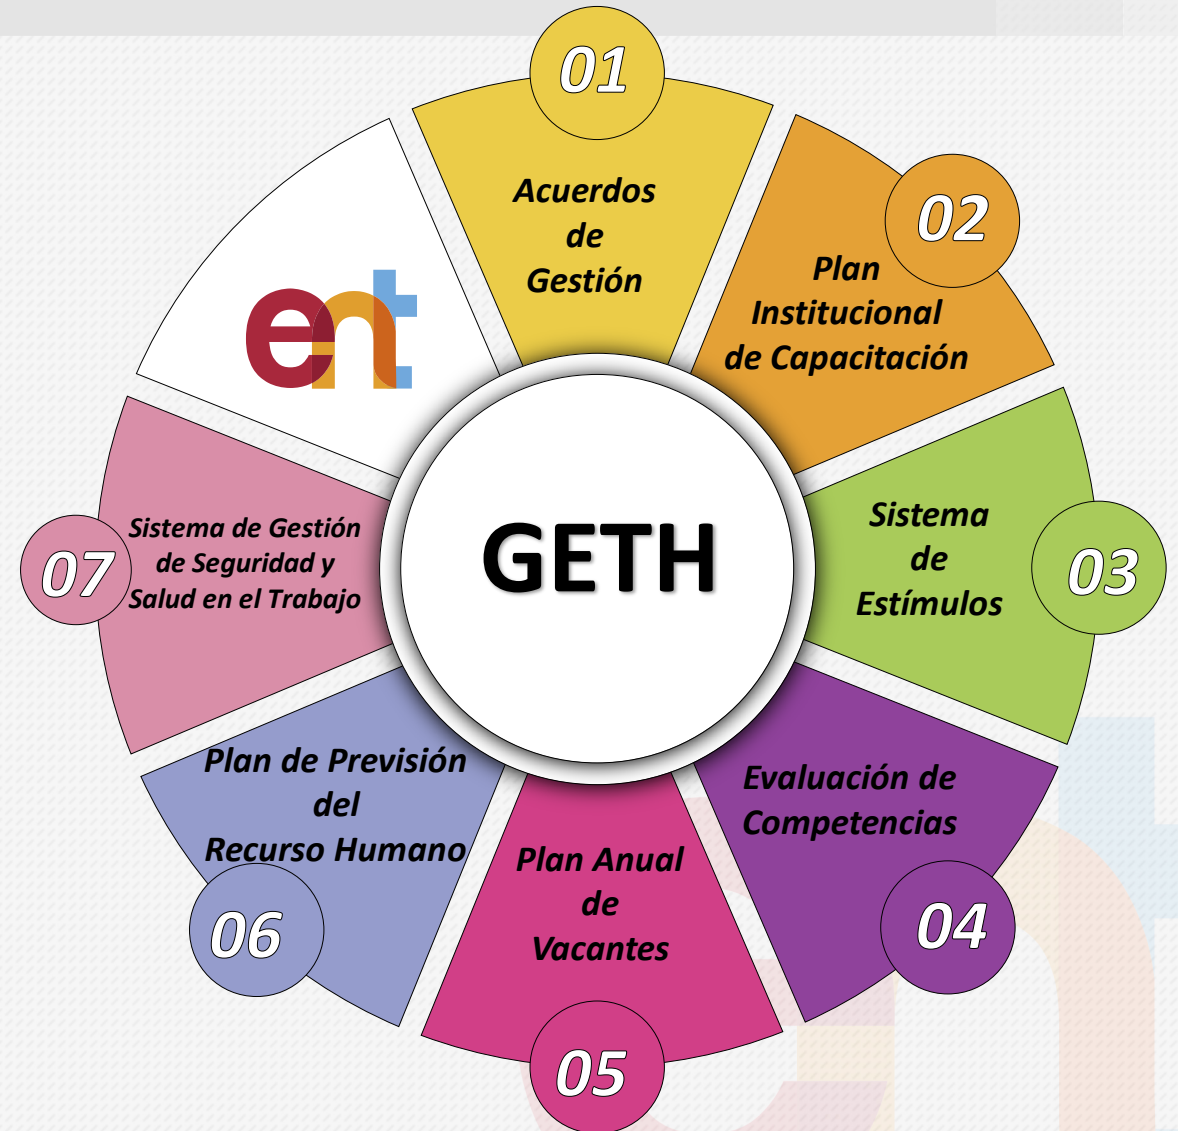 01
Acuerdos
de
Gestión
02
Plan
Institucional
de Capacitación
03
Sistema
de
Estímulos
04
Evaluación de
Competencias
05
Plan Anual
de
Vacantes
06
Plan de Previsión
del
Recurso Humano
07
Sistema de Gestión
de Seguridad y
Salud en el Trabajo
ent
GETH